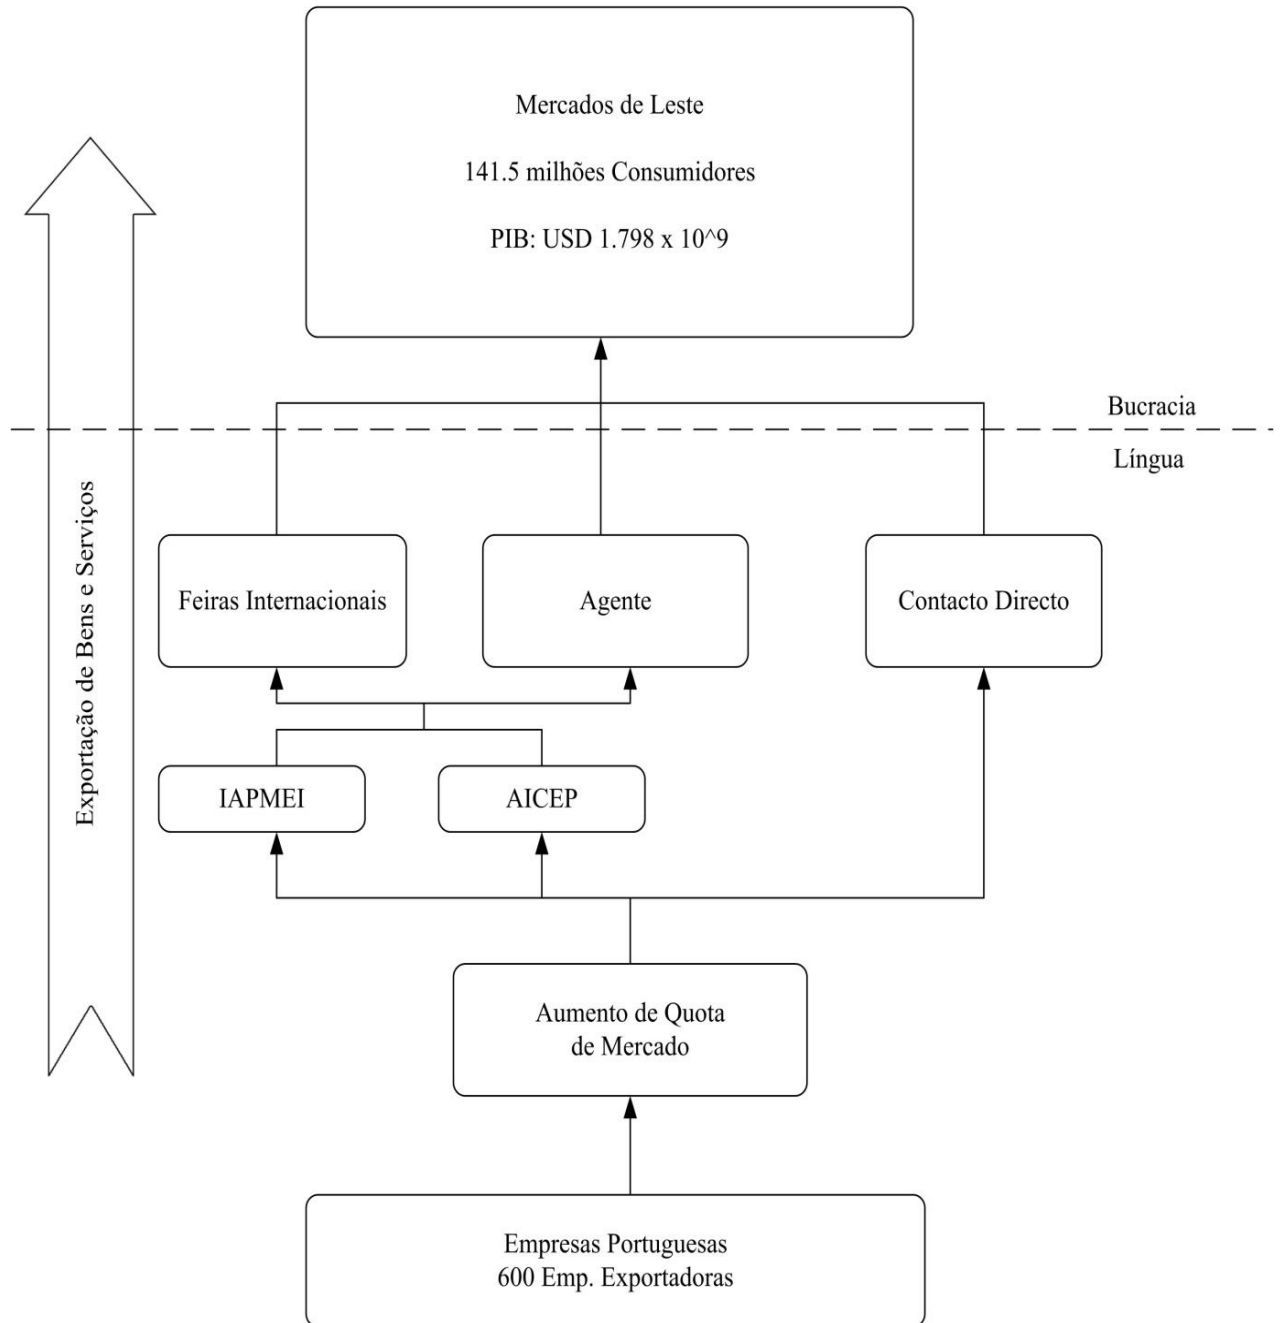 Mercados de Leste
141.5 milhões Consumidores
PIB: USD 1.798 x 10^9
Bucracia
Língua
Exportação de Bens e Serviços
Feiras Internacionais
Agente
Contacto Directo
IAPMEI
AICEP
Aumento de Quota
de Mercado
Empresas Portuguesas
600 Emp. Exportadoras